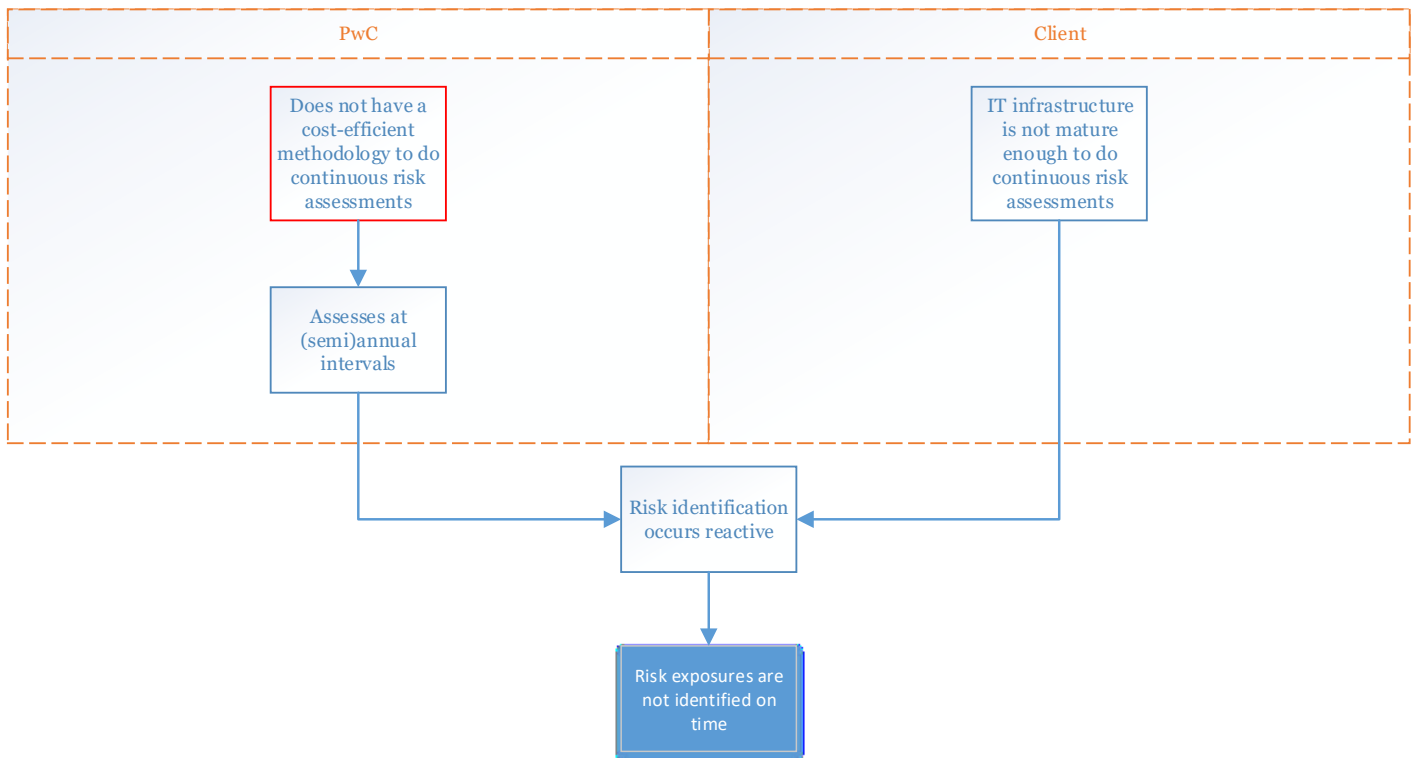 PwC
Client
Does not have a
cost-efficient
methodology to do
continuous risk
assessments
IT infrastructure
is not mature
enough to do
continuous risk
assessments
Assesses at
(semi)annual
intervals
Risk identification
occurs reactive
Risk exposures are
not identified on
time